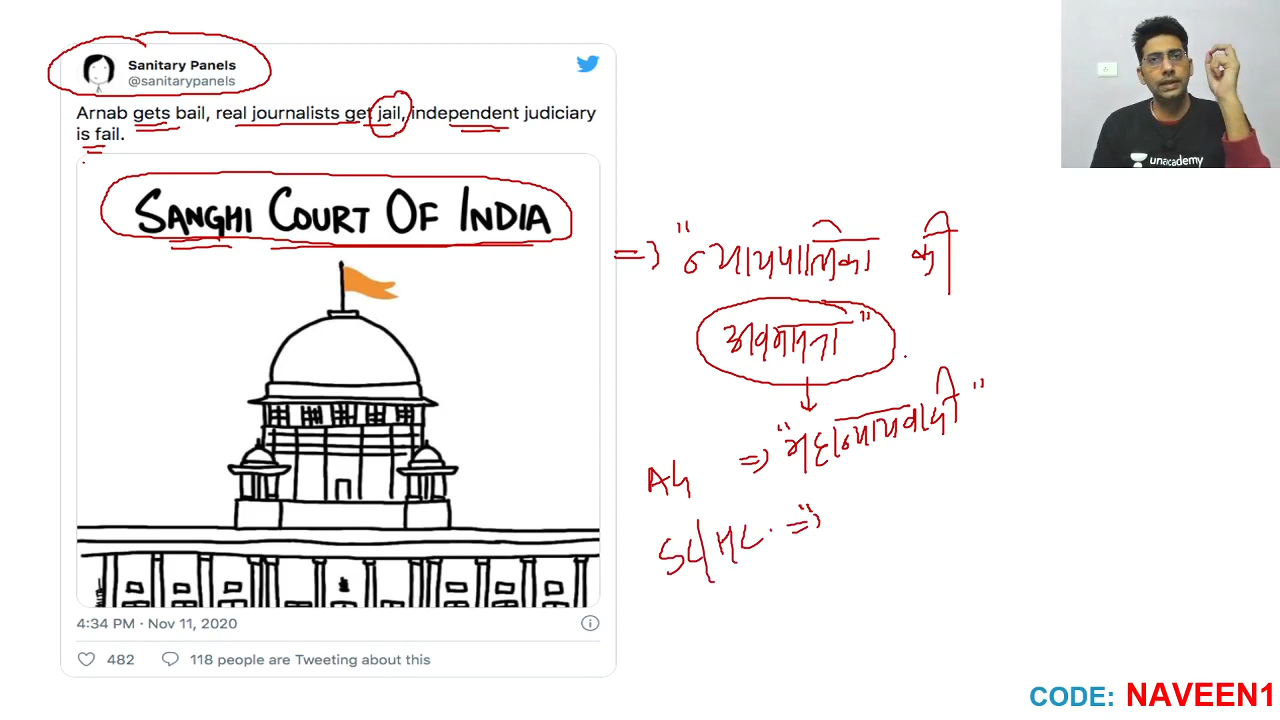 Sanitary Panels
@sanitarypanels
Arnab gets bail, real journalists get jail, independent judiciary
is fail.
SANGHI COURT OF INDIA
4:34 PM · Nov 11, 2020
482
118 people are Tweeting about this
=> "न्यायपालिका की
अवमानना"
AG => "महान्यायवादी"
SC/HC. => "
unacademy
CODE: NAVEEN1